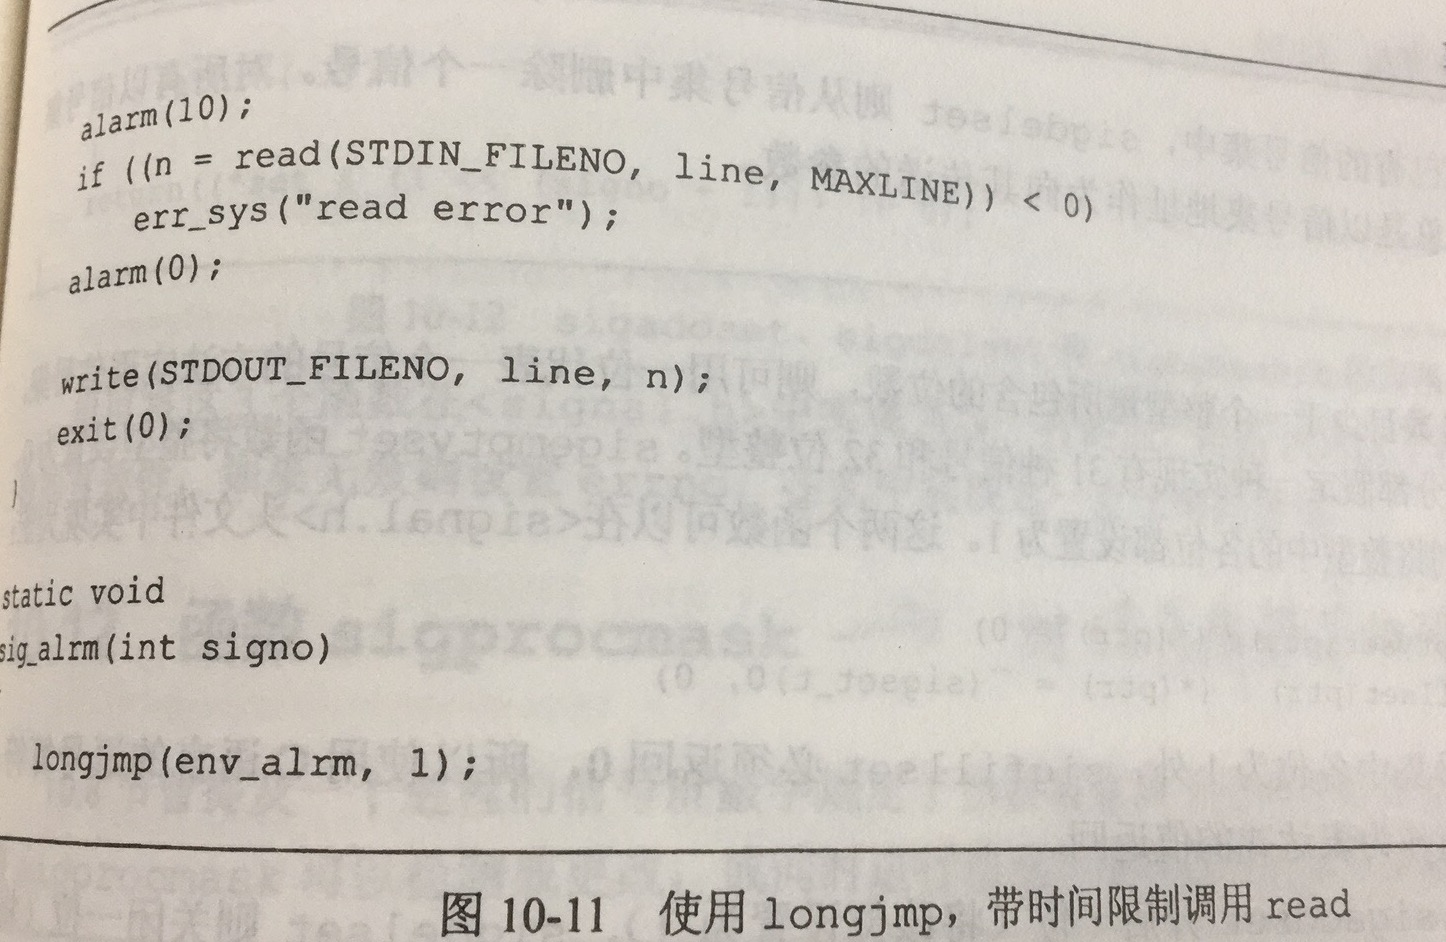 alarm(10);
if ((n = read(STDIN_FILENO, line, MAXLINE)) < 0)
err_sys("read error");
alarm(0);
write(STDOUT_FILENO, line, n);
exit(0);
}
static void
sig_alrm(int signo)
longjmp(env_alrm, 1);
图 10-11 使用 longjmp，带时间限制调用 read